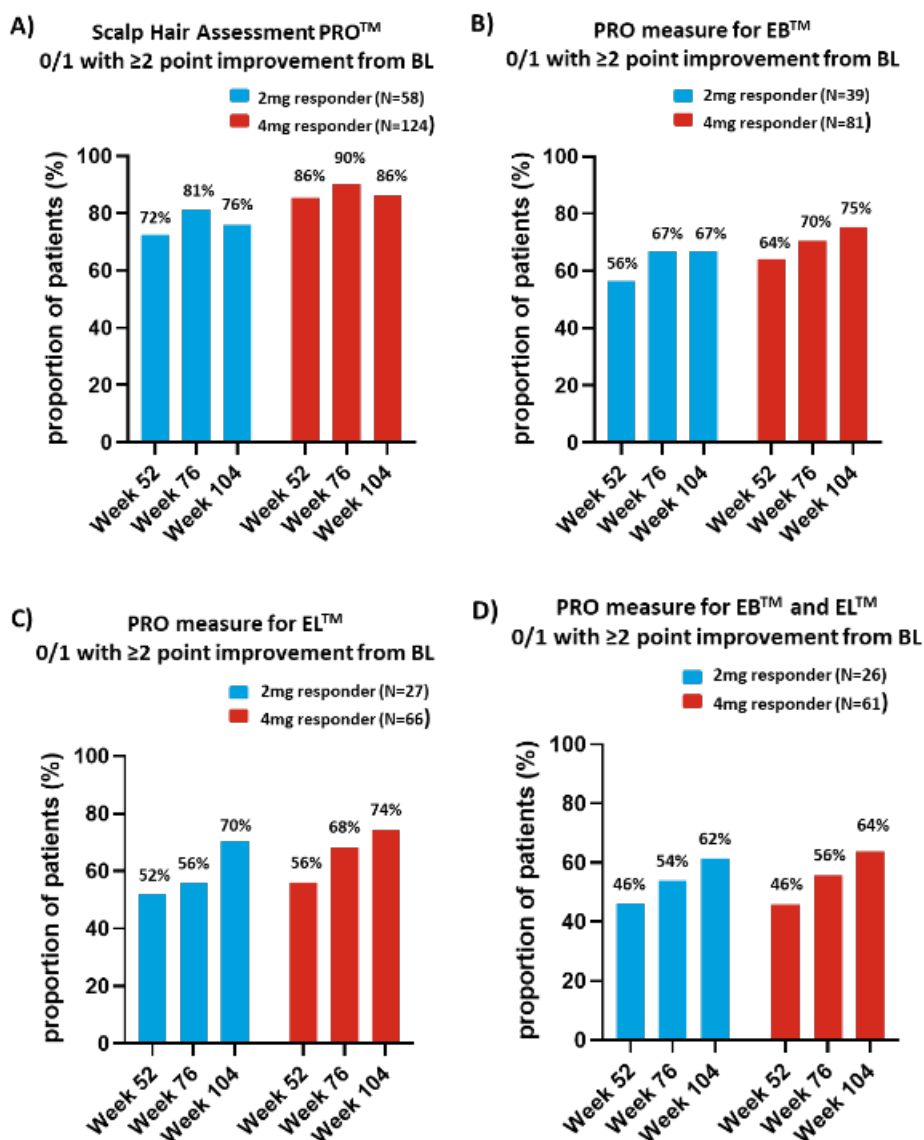 A)
Scalp Hair Assessment PRO™
0/1 with ≥2 point improvement from BL
2mg responder (N=58)
4mg responder (N=124)
proportion of patients (%)
100
80
60
40
20
0
72%
81%
76%
86%
90%
86%
Week 52
Week 76
Week 104
Week 52
Week 76
Week 104
B)
PRO measure for EB™
0/1 with ≥2 point improvement from BL
2mg responder (N=39)
4mg responder (N=81)
proportion of patients (%)
100
80
60
40
20
0
56%
67%
67%
64%
70%
75%
Week 52
Week 76
Week 104
Week 52
Week 76
Week 104
C)
PRO measure for EL™
0/1 with ≥2 point improvement from BL
2mg responder (N=27)
4mg responder (N=66)
proportion of patients (%)
100
80
60
40
20
0
52%
56%
70%
56%
68%
74%
Week 52
Week 76
Week 104
Week 52
Week 76
Week 104
D)
PRO measure for EB™ and EL™
0/1 with ≥2 point improvement from BL
2mg responder (N=26)
4mg responder (N=61)
proportion of patients (%)
100
80
60
40
20
0
46%
54%
62%
46%
56%
64%
Week 52
Week 76
Week 104
Week 52
Week 76
Week 104